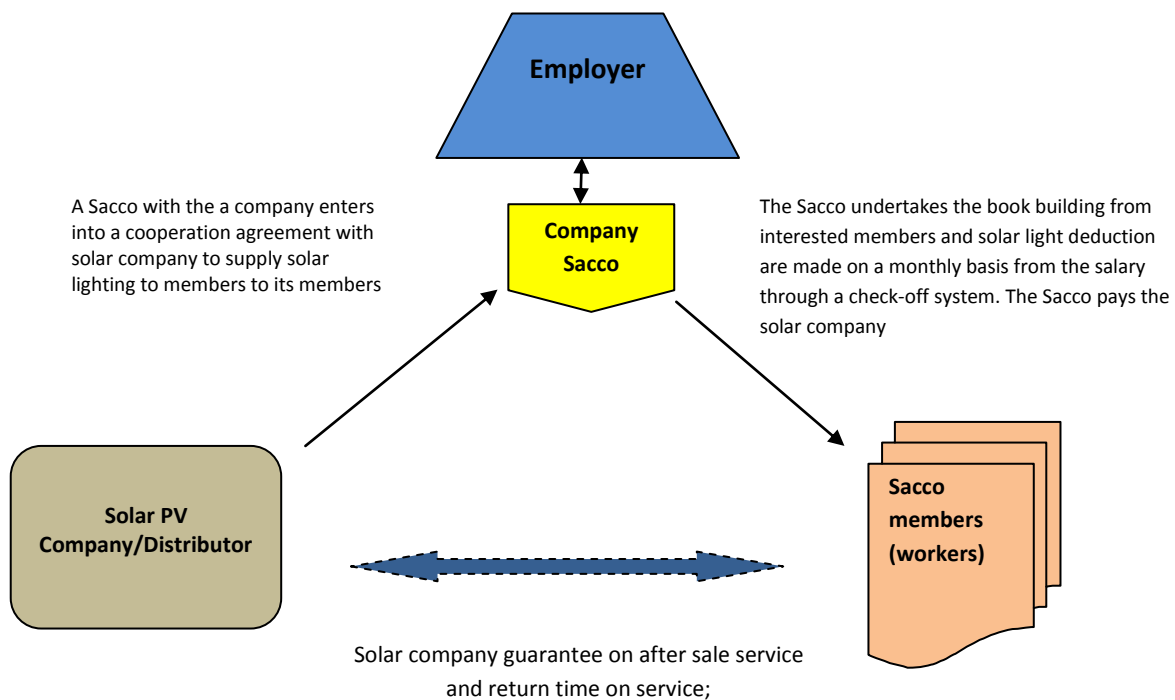 Employer
A Sacco with the a company enters
into a cooperation agreement with
solar company to supply solar
lighting to members to its members
Company
Sacco
The Sacco undertakes the book building from
interested members and solar light deduction
are made on a monthly basis from the salary
through a check-off system. The Sacco pays the
solar company
Solar PV
Company/Distributor
Sacco
members
(workers)
Solar company guarantee on after sale service
and return time on service;